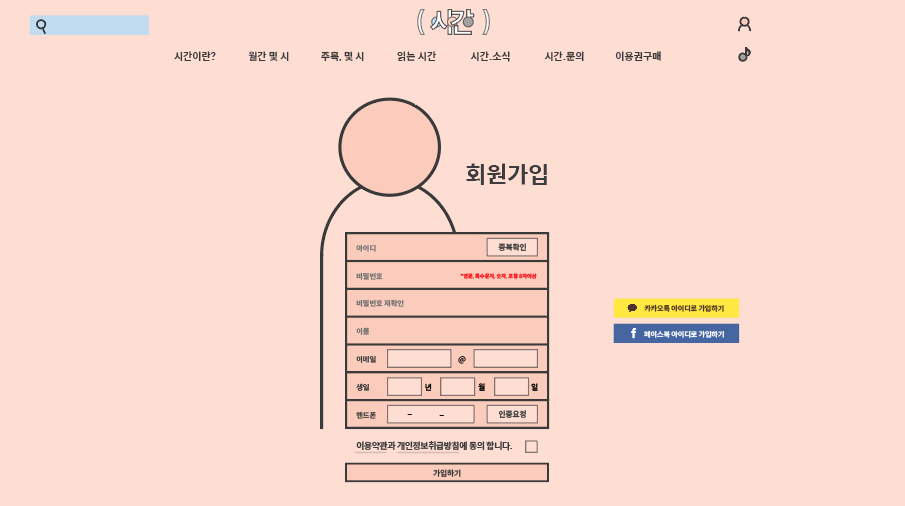 ( 시간 )
시간이란? 월간 몇 시 주목, 몇 시 읽는 시간 시간.소식 시간.문의 이용권구매
회원가입
아이디 중복확인
비밀번호 *영문, 특수문자, 숫자, 포함 8자이상
비밀번호 재확인
이름
이메일 @
생일 년 월 일
핸드폰 - - 인증요청
이용약관과 개인정보취급방침에 동의 합니다.
가입하기
카카오톡 아이디로 가입하기
페이스북 아이디로 가입하기